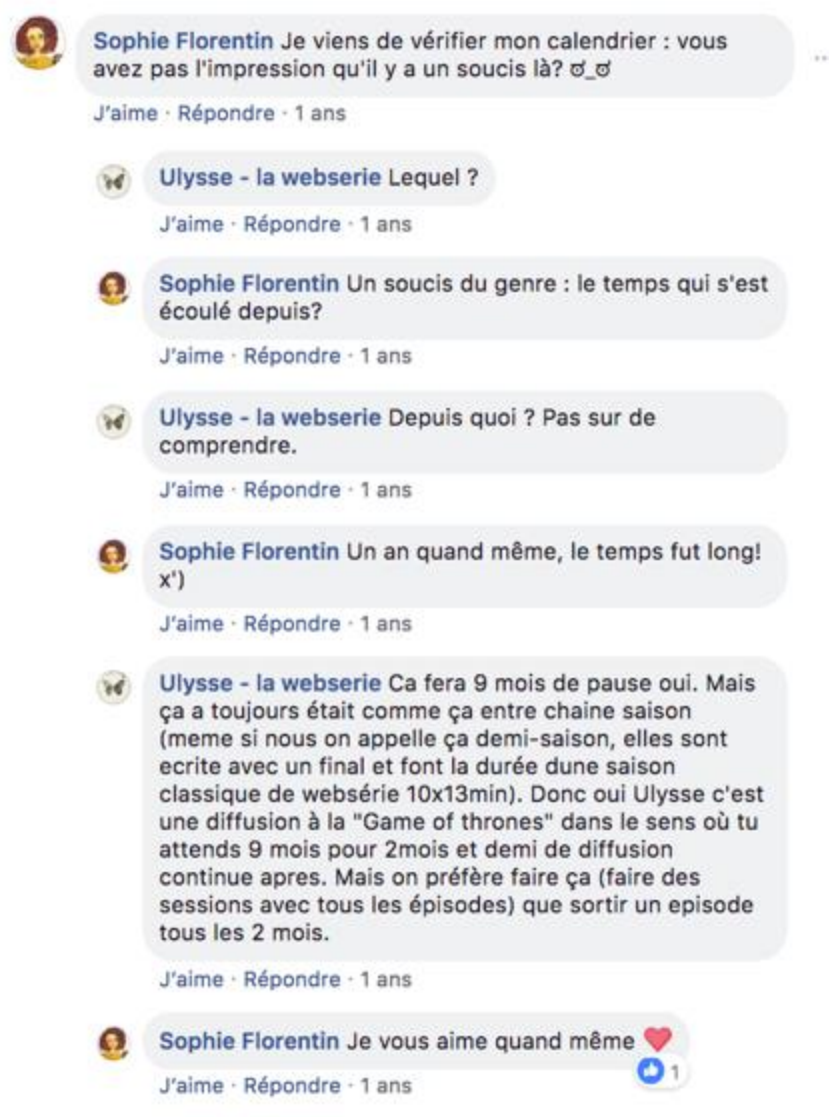 Sophie Florentin Je viens de vérifier mon calendrier : vous
avez pas l'impression qu'il y a un soucis là? ಠ_ಠ
J'aime · Répondre · 1 ans
Ulysse - la webserie Lequel ?
J'aime · Répondre · 1 ans
Sophie Florentin Un soucis du genre : le temps qui s'est
écoulé depuis?
J'aime · Répondre · 1 ans
Ulysse - la webserie Depuis quoi ? Pas sur de
comprendre.
J'aime · Répondre · 1 ans
Sophie Florentin Un an quand même, le temps fut long!
x')
J'aime · Répondre · 1 ans
Ulysse - la webserie Ca fera 9 mois de pause oui. Mais
ça a toujours était comme ça entre chaine saison
(meme si nous on appelle ça demi-saison, elles sont
ecrite avec un final et font la durée dune saison
classique de websérie 10x13min). Donc oui Ulysse c'est
une diffusion à la "Game of thrones" dans le sens où tu
attends 9 mois pour 2mois et demi de diffusion
continue apres. Mais on préfère faire ça (faire des
sessions avec tous les épisodes) que sortir un episode
tous les 2 mois.
J'aime · Répondre · 1 ans
Sophie Florentin Je vous aime quand même ❤️
1
J'aime · Répondre · 1 ans